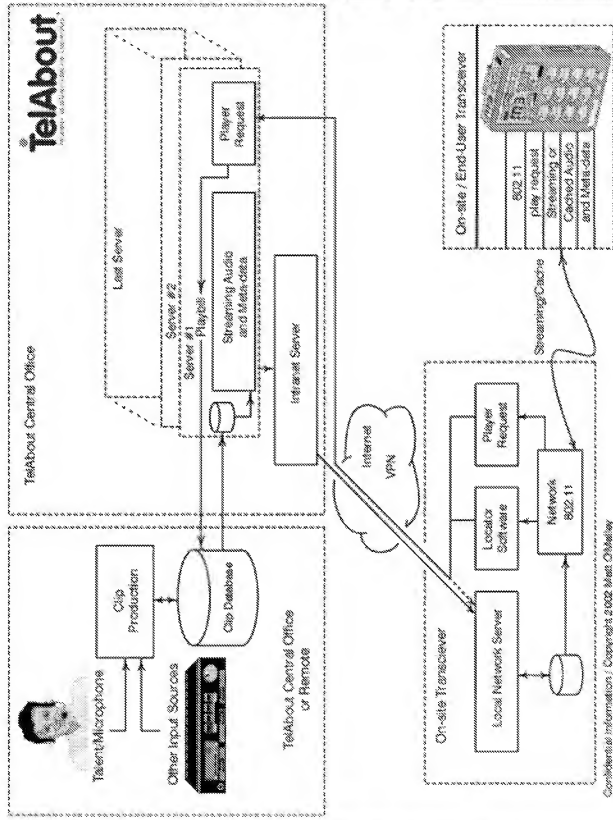 TelAbout Central Office
TelAbout
Last Server
Server #2
Server #1
Playbill
Player
Request
Streaming Audio
and Meta-data
Intranet Server
Talent/Microphone
Other Input Sources
Clip
Production
Clip Database
TelAbout Central Office
or Remote
Internet
VPN
On-site Transciever
Local Network Server
Locator
Software
Player
Request
Network
802.11
Streaming/Cache
On-site / End-User Transceiver
802.11
play request
Streaming or
Cached Audio
and Meta-data
Confidential Information / Copyright 2002 Matt O'Malley